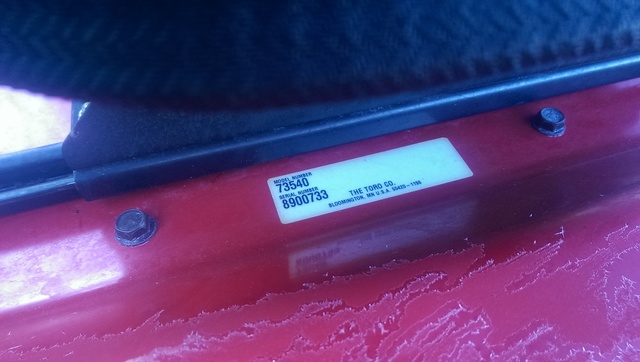 MODEL NUMBER
73540
SERIAL NUMBER
8900733
THE TORO CO.
BLOOMINGTON, MN U.S.A. 55420-1196